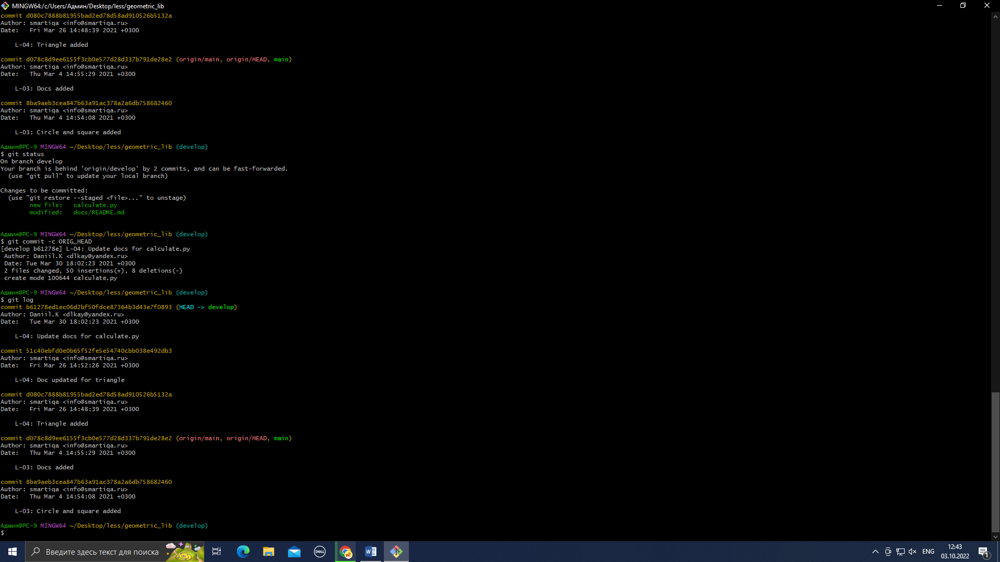 MINGW64:/c/Users/Админ/Desktop/less/geometric_lib
commit d080c7888b81955bad2ed78d58ad910526b5132a
Author: smartiqa <info@smartiqa.ru>
Date:   Fri Mar 26 14:48:39 2021 +0300
    L-04: Triangle added
commit d078c8d9ee6155f3cb0e577d28d337b791de28e2 (origin/main, origin/HEAD, main)
Author: smartiqa <info@smartiqa.ru>
Date:   Thu Mar 4 14:55:29 2021 +0300
    L-03: Docs added
commit 8ba9aeb3cea847b63a91ac378a2a6db758682460
Author: smartiqa <info@smartiqa.ru>
Date:   Thu Mar 4 14:54:08 2021 +0300
    L-03: Circle and square added
Админ@PC-9 MINGW64 ~/Desktop/less/geometric_lib (develop)
$ git status
On branch develop
Your branch is behind 'origin/develop' by 2 commits, and can be fast-forwarded.
  (use "git pull" to update your local branch)
Changes to be committed:
  (use "git restore --staged <file>..." to unstage)
        new file:   calculate.py
        modified:   docs/README.md
Админ@PC-9 MINGW64 ~/Desktop/less/geometric_lib (develop)
$ git commit -c ORIG_HEAD
[develop b61278e] L-04: Update docs for calculate.py
 Author: Daniil.K <dlkay@yandex.ru>
 Date: Tue Mar 30 18:02:23 2021 +0300
 2 files changed, 50 insertions(+), 8 deletions(-)
 create mode 100644 calculate.py
Админ@PC-9 MINGW64 ~/Desktop/less/geometric_lib (develop)
$ git log
commit b61278ed1ec06d2bf50fdce87364b3d43e7f0893 (HEAD -> develop)
Author: Daniil.K <dlkay@yandex.ru>
Date:   Tue Mar 30 18:02:23 2021 +0300
    L-04: Update docs for calculate.py
commit 51c40ebfd0e0b65f52fe5e54740cbb038e492db3
Author: smartiqa <info@smartiqa.ru>
Date:   Fri Mar 26 14:52:26 2021 +0300
    L-04: Doc updated for triangle
commit d080c7888b81955bad2ed78d58ad910526b5132a
Author: smartiqa <info@smartiqa.ru>
Date:   Fri Mar 26 14:48:39 2021 +0300
    L-04: Triangle added
commit d078c8d9ee6155f3cb0e577d28d337b791de28e2 (origin/main, origin/HEAD, main)
Author: smartiqa <info@smartiqa.ru>
Date:   Thu Mar 4 14:55:29 2021 +0300
    L-03: Docs added
commit 8ba9aeb3cea847b63a91ac378a2a6db758682460
Author: smartiqa <info@smartiqa.ru>
Date:   Thu Mar 4 14:54:08 2021 +0300
    L-03: Circle and square added
Админ@PC-9 MINGW64 ~/Desktop/less/geometric_lib (develop)
$
Введите здесь текст для поиска
DELL
ENG
12:43
03.10.2022
1